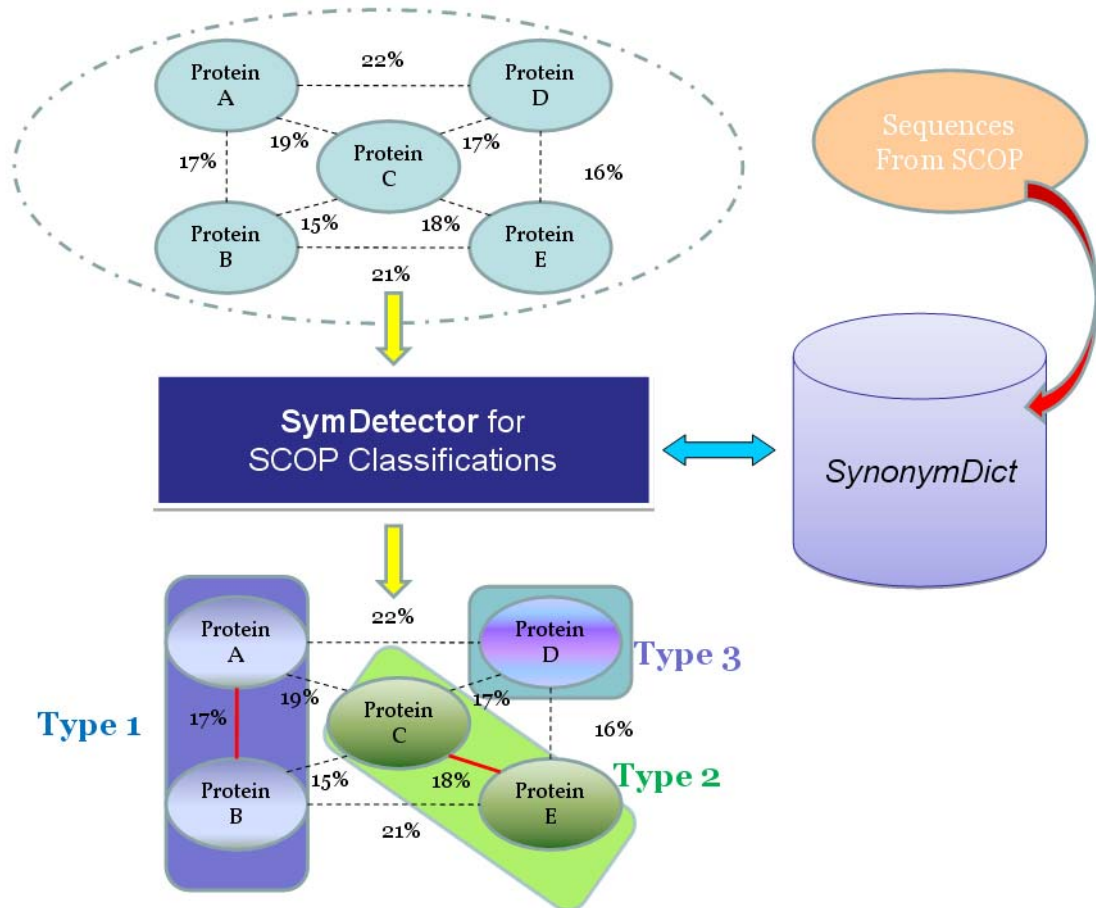 Protein
A
22%
Protein
D
19%
17%
Protein
C
17%
16%
Protein
B
15%
18%
Protein
E
21%
Sequences
From SCOP
SymDetector for
SCOP Classifications
SynonymDict
Protein
A
22%
Protein
D
Type 3
19%
17%
Type 1
17%
Protein
C
16%
Protein
B
15%
18%
Type 2
Protein
E
21%